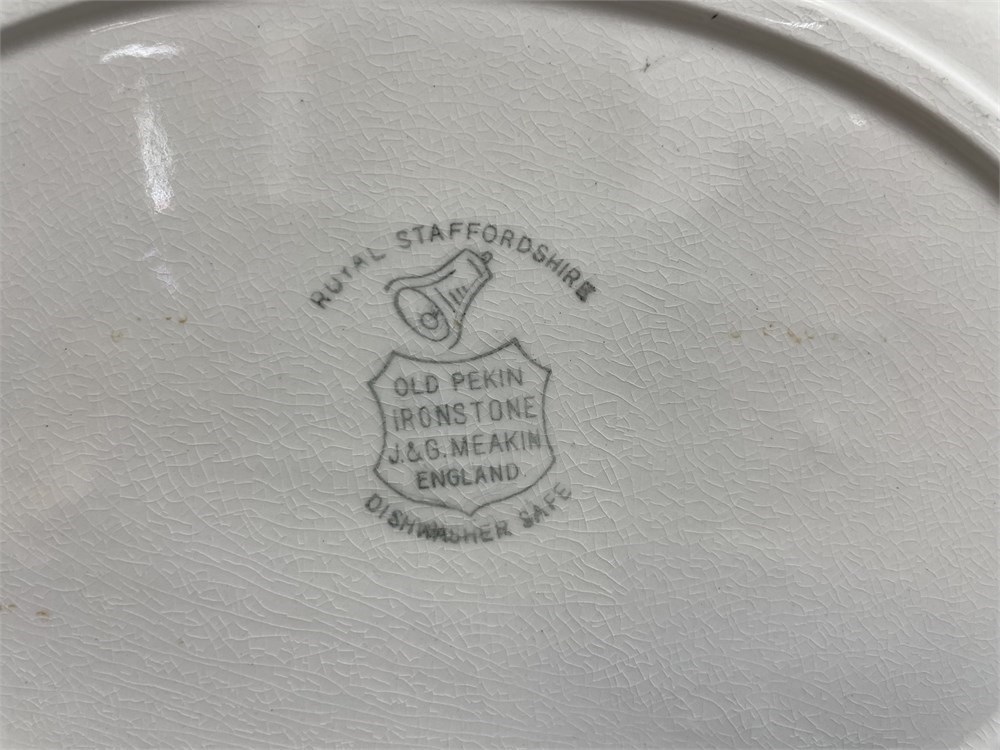 ROYAL STAFFORDSHIRE
OLD PEKIN
IRONSTONE
J.&G.MEAKIN
ENGLAND
DISHWASHER SAFE